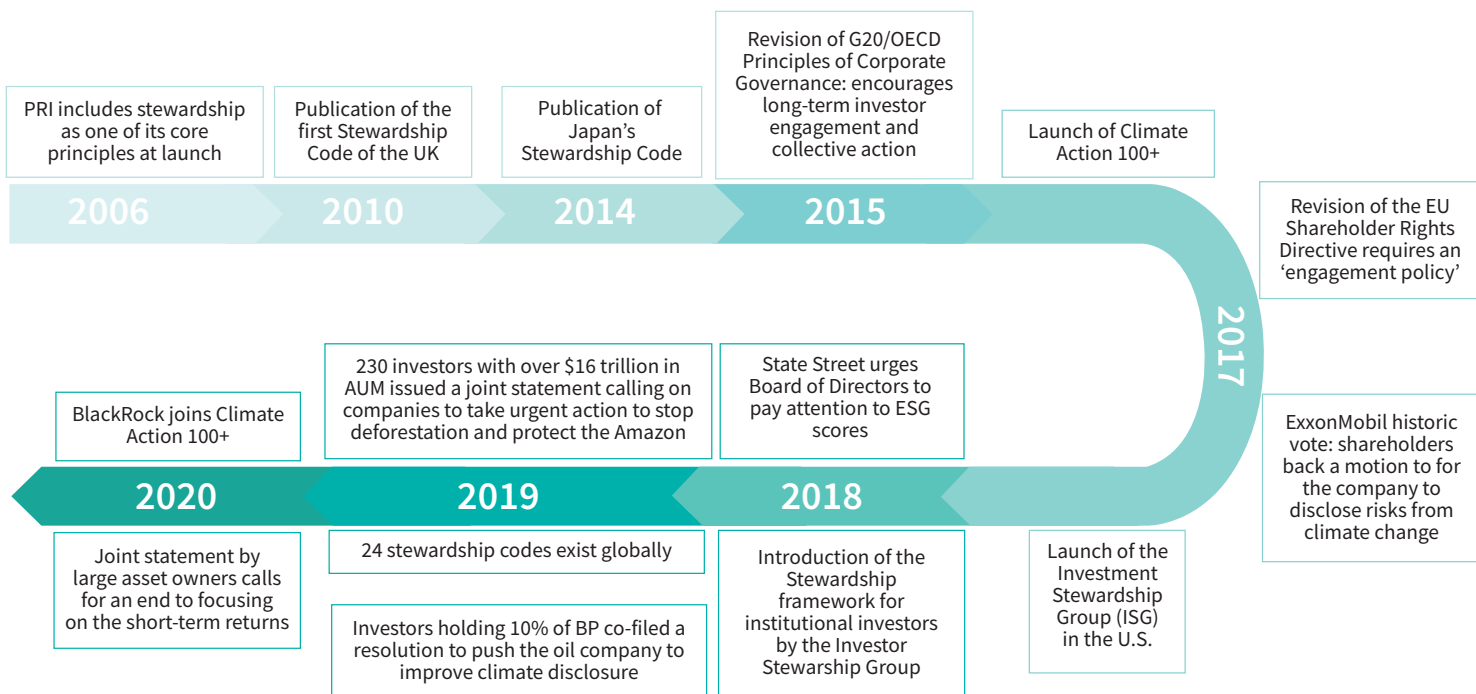 PRI includes stewardship
as one of its core
principles at launch
Publication of the
first Stewardship
Code of the UK
Publication of
Japan’s
Stewardship Code
Revision of G20/OECD
Principles of Corporate
Governance: encourages
long-term investor
engagement and
collective action
Launch of Climate
Action 100+
2006
2010
2014
2015
Revision of the EU
Shareholder Rights
Directive requires an
‘engagement policy’
2017
ExxonMobil historic
vote: shareholders
back a motion to for
the company to
disclose risks from
climate change
Launch of the
Investment
Stewardship
Group (ISG)
in the U.S.
State Street urges
Board of Directors to
pay attention to ESG
scores
2018
Introduction of the
Stewardship
framework for
institutional investors
by the Investor
Stewarship Group
230 investors with over $16 trillion in
AUM issued a joint statement calling on
companies to take urgent action to stop
deforestation and protect the Amazon
2019
24 stewardship codes exist globally
Investors holding 10% of BP co-filed a
resolution to push the oil company to
improve climate disclosure
BlackRock joins Climate
Action 100+
2020
Joint statement by
large asset owners calls
for an end to focusing
on the short-term returns